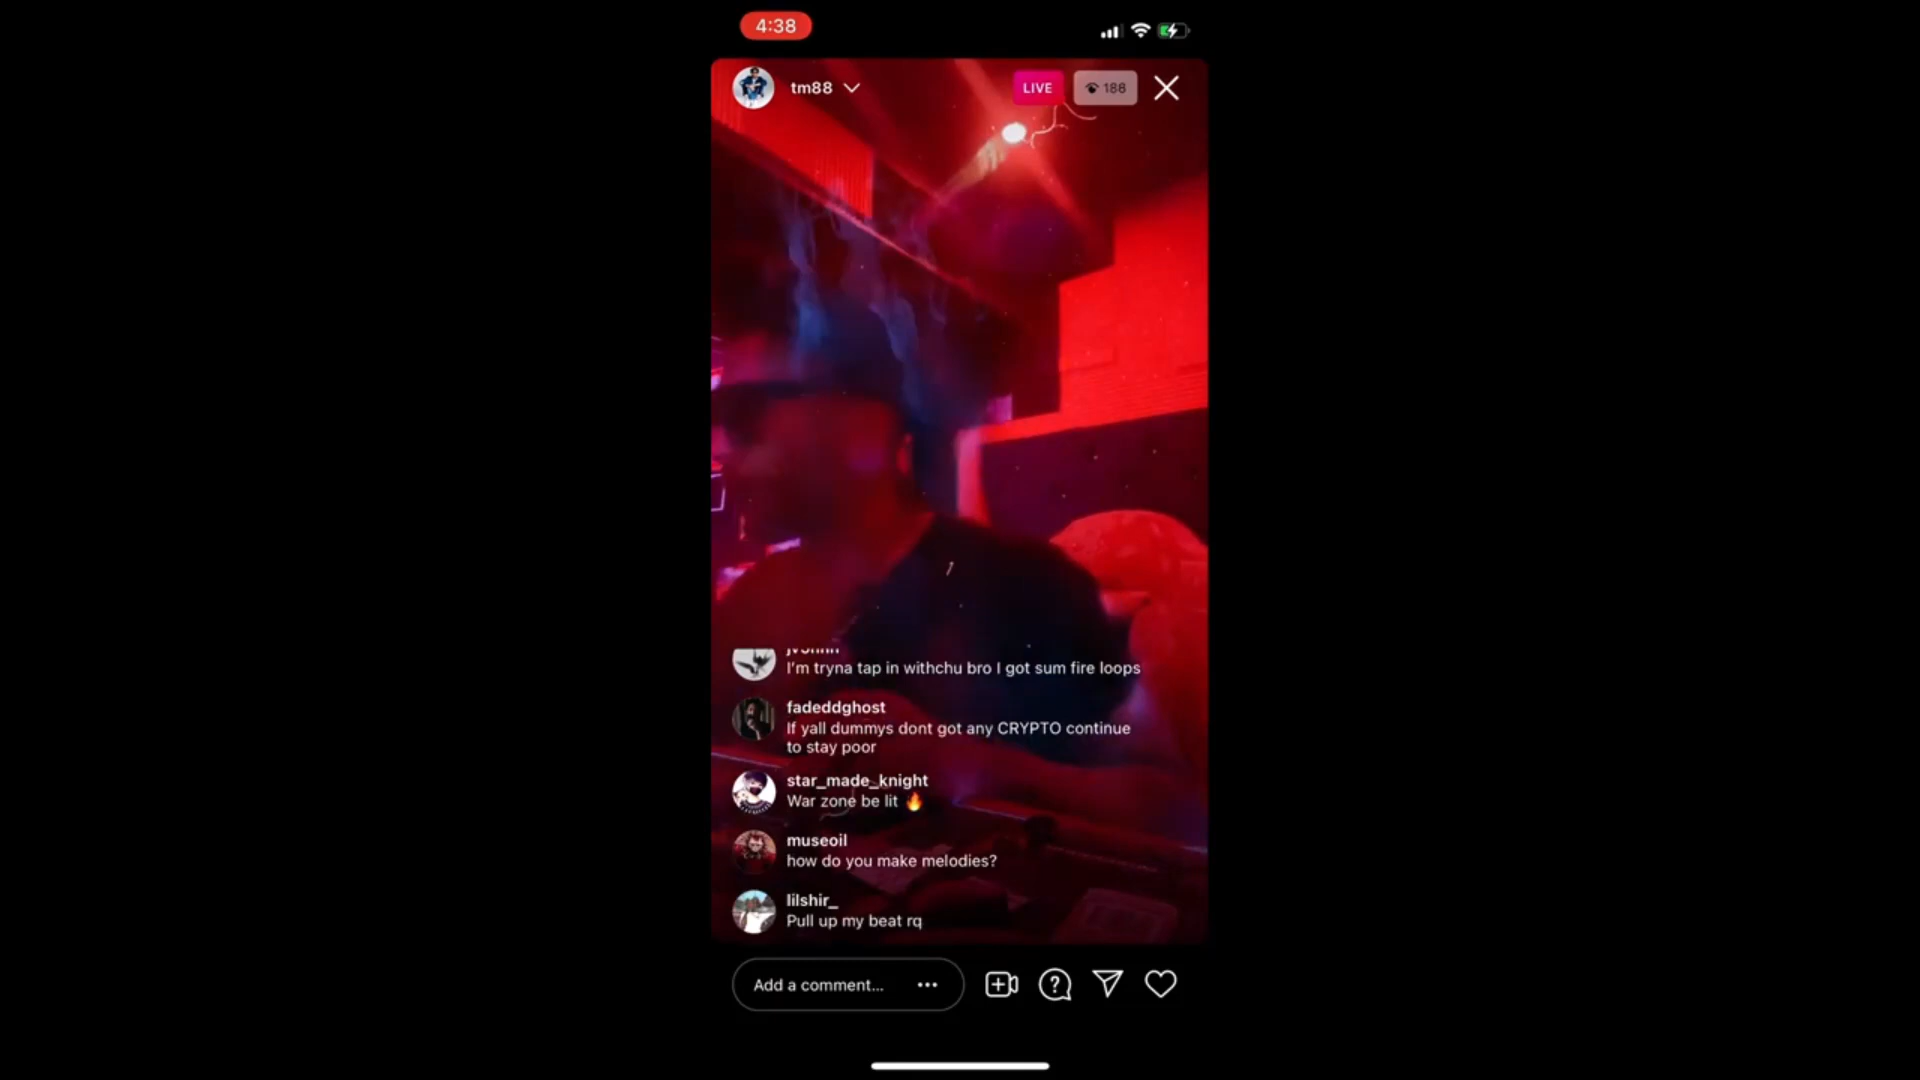 4:38
tm88
LIVE
188
I'm tryna tap in withchu bro I got sum fire loops
fadeddghost
If yall dummys dont got any CRYPTO continue
to stay poor
star_made_knight
War zone be lit 🔥
museoil
how do you make melodies?
lilshir_
Pull up my beat rq
Add a comment...